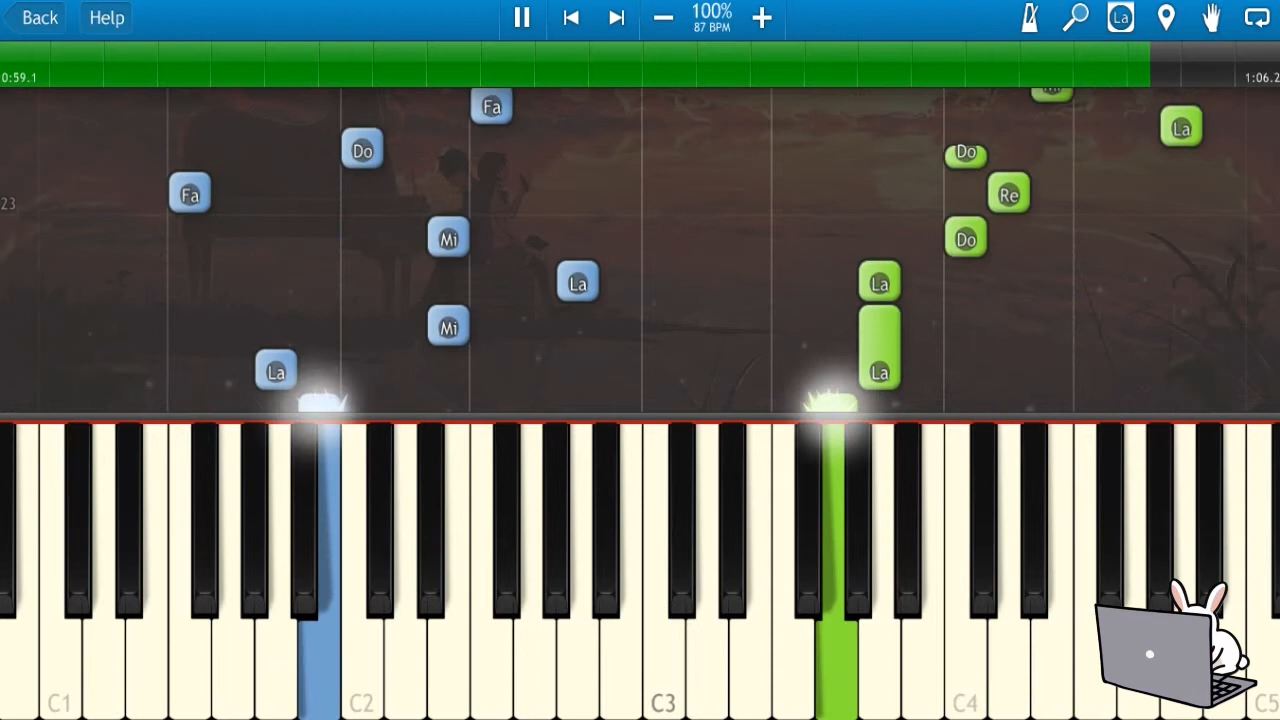 Back Help 100% La
87 BPM
0:59.1 1:06.2
Fa
Do Do La
Fa Re
23
Mi Do
La La
Mi
La La
C1 C2 C3 C4 C5